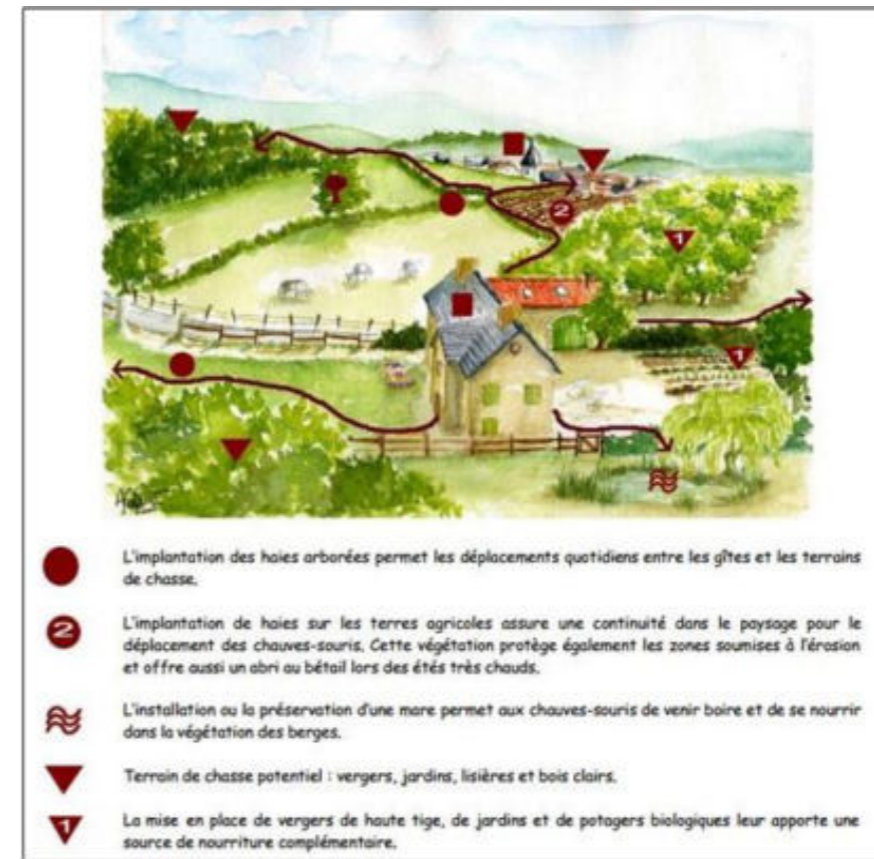 2
1
1
L'implantation des haies arborées permet les déplacements quotidiens entre les gîtes et les terrains
de chasse.
2
L'implantation de haies sur les terres agricoles assure une continuité dans le paysage pour le
déplacement des chauves-souris. Cette végétation protège également les zones soumises à l'érosion
et offre aussi un abri au bétail lors des étés très chauds.
L'installation ou la préservation d'une mare permet aux chauves-souris de venir boire et de se nourrir
dans la végétation des berges.
Terrain de chasse potentiel : vergers, jardins, lisières et bois clairs.
1
La mise en place de vergers de haute tige, de jardins et de potagers biologiques leur apporte une
source de nourriture complémentaire.